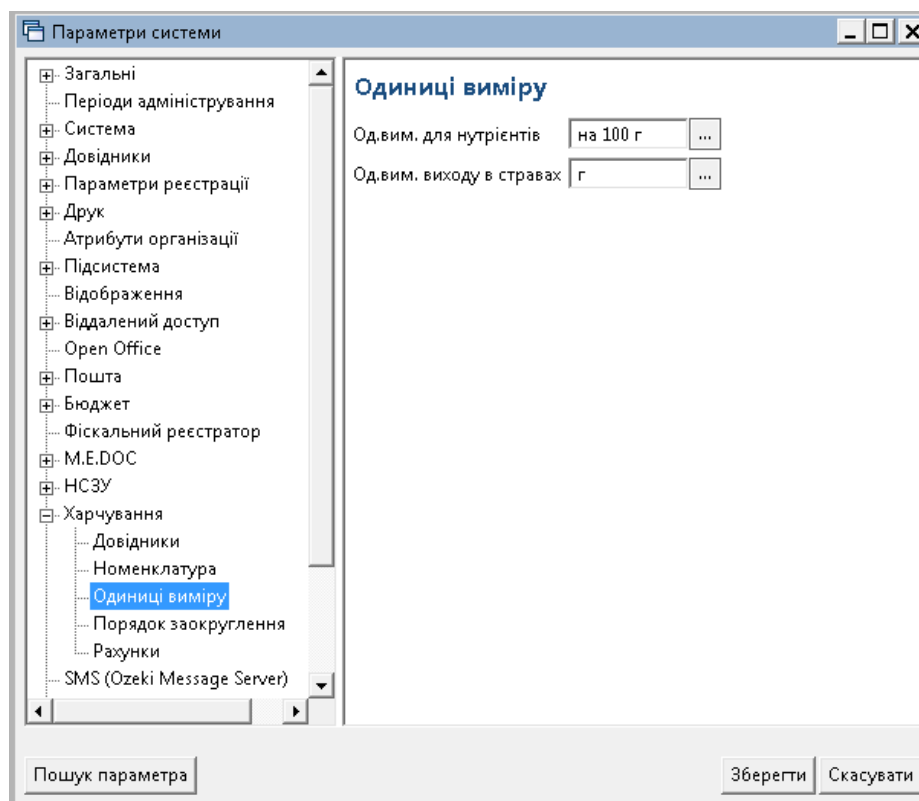 Параметри системи
Загальні
Періоди адміністрування
Система
Довідники
Параметри реєстрації
Друк
Атрибути організації
Підсистема
Відображення
Віддалений доступ
Open Office
Пошта
Бюджет
Фіскальний реєстратор
M.E.DOC
НСЗУ
Харчування
Довідники
Номенклатура
Одиниці виміру
Порядок заокруглення
Рахунки
SMS (Ozeki Message Server)
Одиниці виміру
Од.вим. для нутрієнтів на 100 г ...
Од.вим. виходу в стравах г ...
Пошук параметра
Зберегти Скасувати